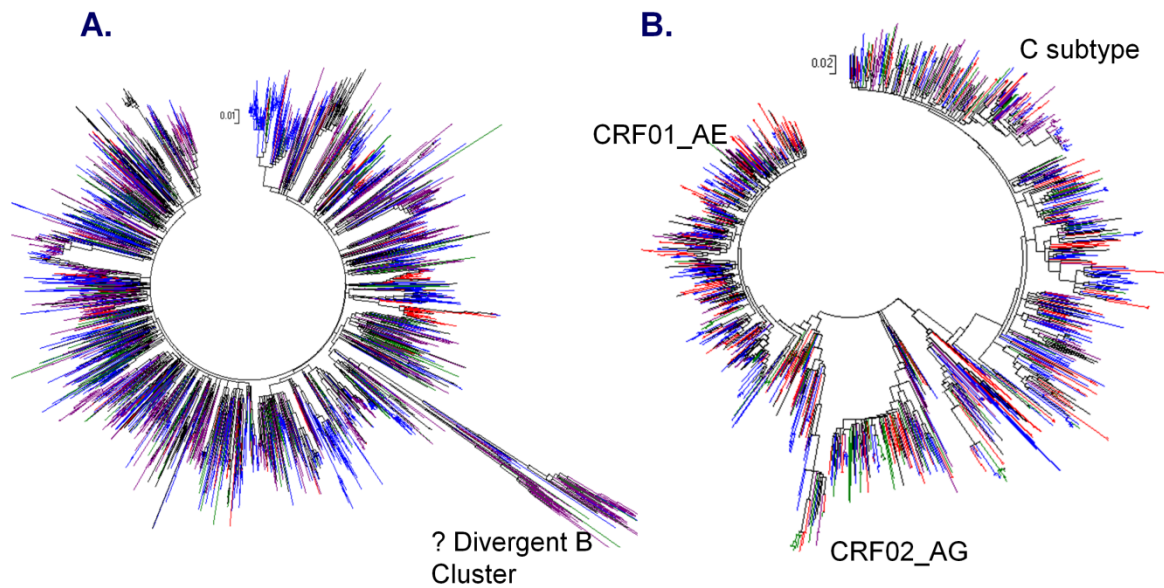 A.
B.
C subtype
0.02
CRF01_AE
0.01
? Divergent B
Cluster
CRF02_AG